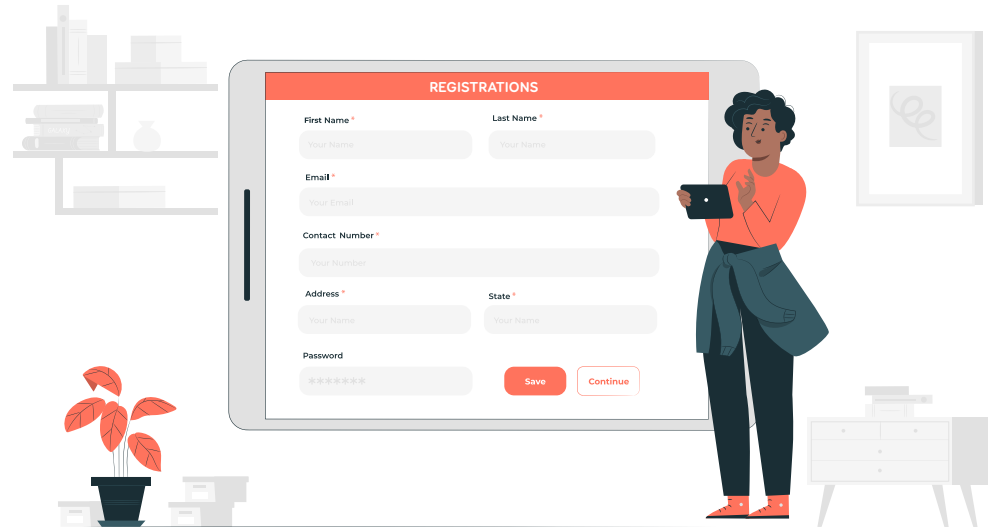 REGISTRATIONS
First Name *
Last Name *
Your Name
Your Name
Email *
Your Email
Contact Number *
Your Number
Address *
State *
Your Name
Your Name
Password
*******
Save
Continue